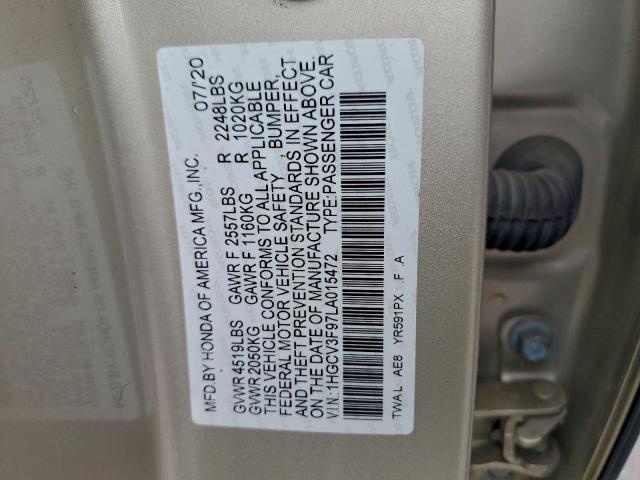 MFD BY HONDA OF AMERICA MFG., INC. 07/'20
GVWR 4519LBS GAWR F 2557LBS R 2248LBS
GVWR 2050KG GAWR F 1160KG R 1020KG
THIS VEHICLE CONFORMS TO ALL APPLICABLE
FEDERAL MOTOR VEHICLE SAFETY , BUMPER,
AND THEFT PREVENTION STANDARDS IN EFFECT
ON THE DATE OF MANUFACTURE SHOWN ABOVE.
V.I.N.: 1HGCV3F97LA015472 TYPE:PASSENGER CAR
TWA L AE8 YR591PX . F . A